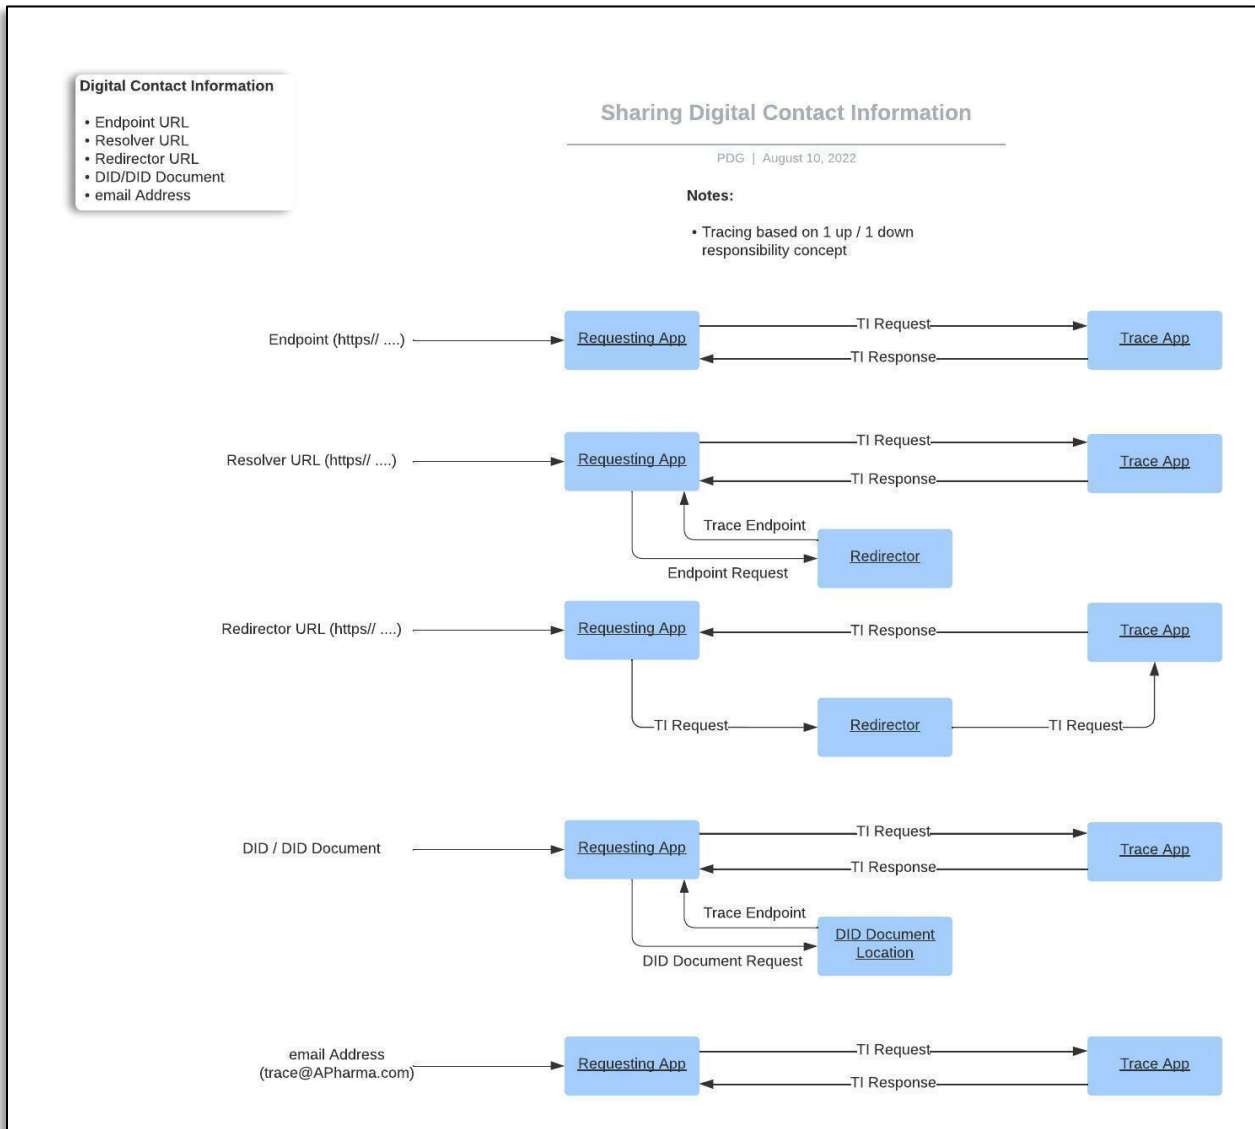 Digital Contact Information
• Endpoint URL
• Resolver URL
• Redirector URL
• DID/DID Document
• email Address
Sharing Digital Contact Information
PDG | August 10, 2022
Notes:
• Tracing based on 1 up / 1 down
responsibility concept
Endpoint (https// ....)
Requesting App
TI Request
TI Response
Trace App
Resolver URL (https// ....)
Requesting App
TI Request
TI Response
Trace App
Trace Endpoint
Endpoint Request
Redirector
Redirector URL (https// ....)
Requesting App
TI Response
Trace App
TI Request
Redirector
TI Request
DID / DID Document
Requesting App
TI Request
TI Response
Trace App
Trace Endpoint
DID Document Request
DID Document
Location
email Address
(trace@APharma.com)
Requesting App
TI Request
TI Response
Trace App